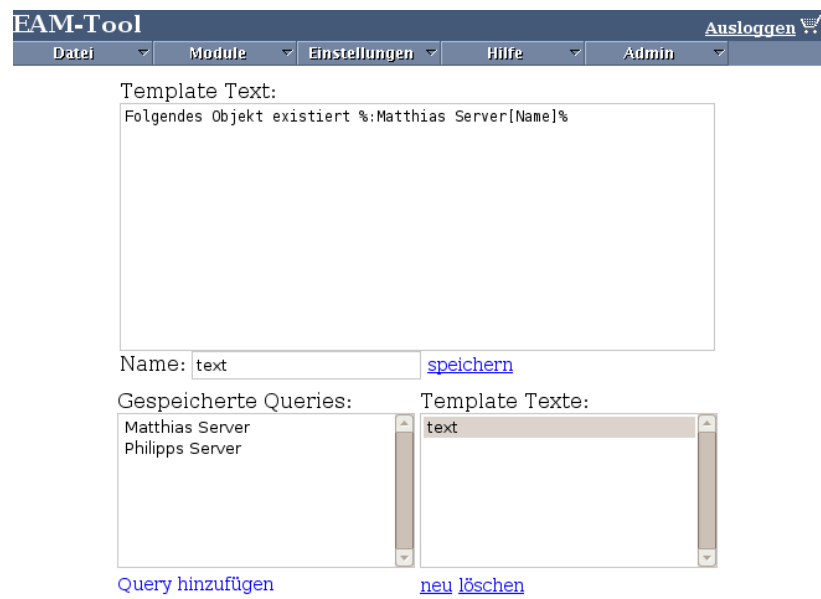 EAM-Tool
Ausloggen
Datei Module Einstellungen Hilfe Admin
Template Text:
Folgendes Objekt existiert %:Matthias Server[Name]%
Name: text speichern
Gespeicherte Queries: Template Texte:
Matthias Server text
Philipps Server
Query hinzufügen neu löschen